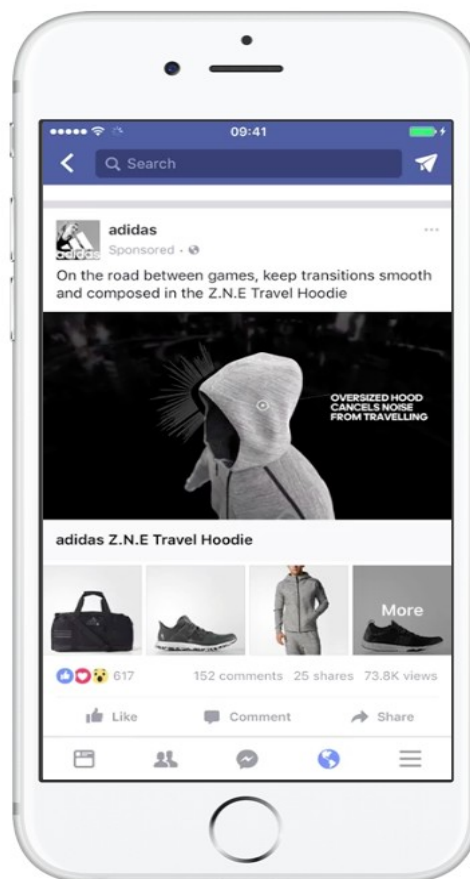 09:41
Search
adidas
adidas
Sponsored
On the road between games, keep transitions smooth
and composed in the Z.N.E Travel Hoodie
OVERSIZED HOOD
CANCELS NOISE
FROM TRAVELLING
adidas Z.N.E Travel Hoodie
More
617 152 comments 25 shares 73.8K views
Like Comment Share